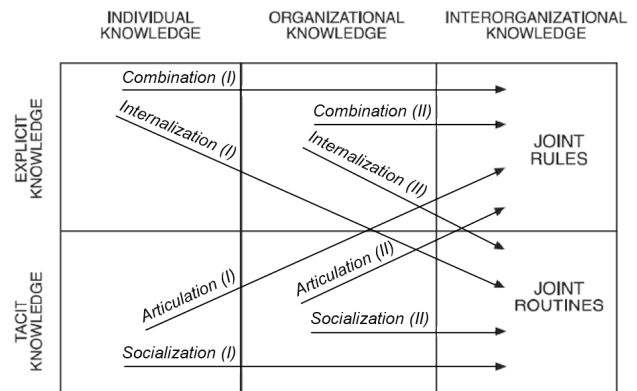 INDIVIDUAL
KNOWLEDGE
ORGANIZATIONAL
KNOWLEDGE
INTERORGANIZATIONAL
KNOWLEDGE
EXPLICIT
KNOWLEDGE
Combination (I)
Internalization (I)
Combination (II)
Internalization (II)
JOINT
RULES
TACIT
KNOWLEDGE
Articulation (I)
Articulation (II)
Socialization (II)
Socialization (I)
JOINT
ROUTINES